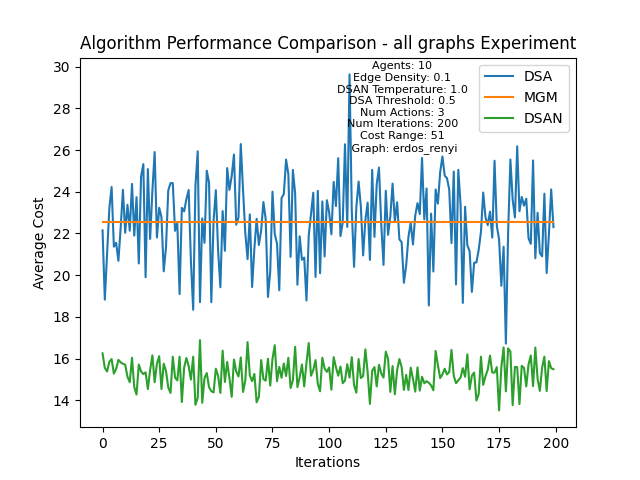 Algorithm Performance Comparison - all graphs Experiment
Agents: 10
Edge Density: 0.1
DSAN Temperature: 1.0
DSA Threshold: 0.5
Num Actions: 3
Num Iterations: 200
Cost Range: 51
Graph: erdos_renyi
DSA
MGM
DSAN
Average Cost
30
28
26
24
22
20
18
16
14
0
25
50
75
100
125
150
175
200
Iterations